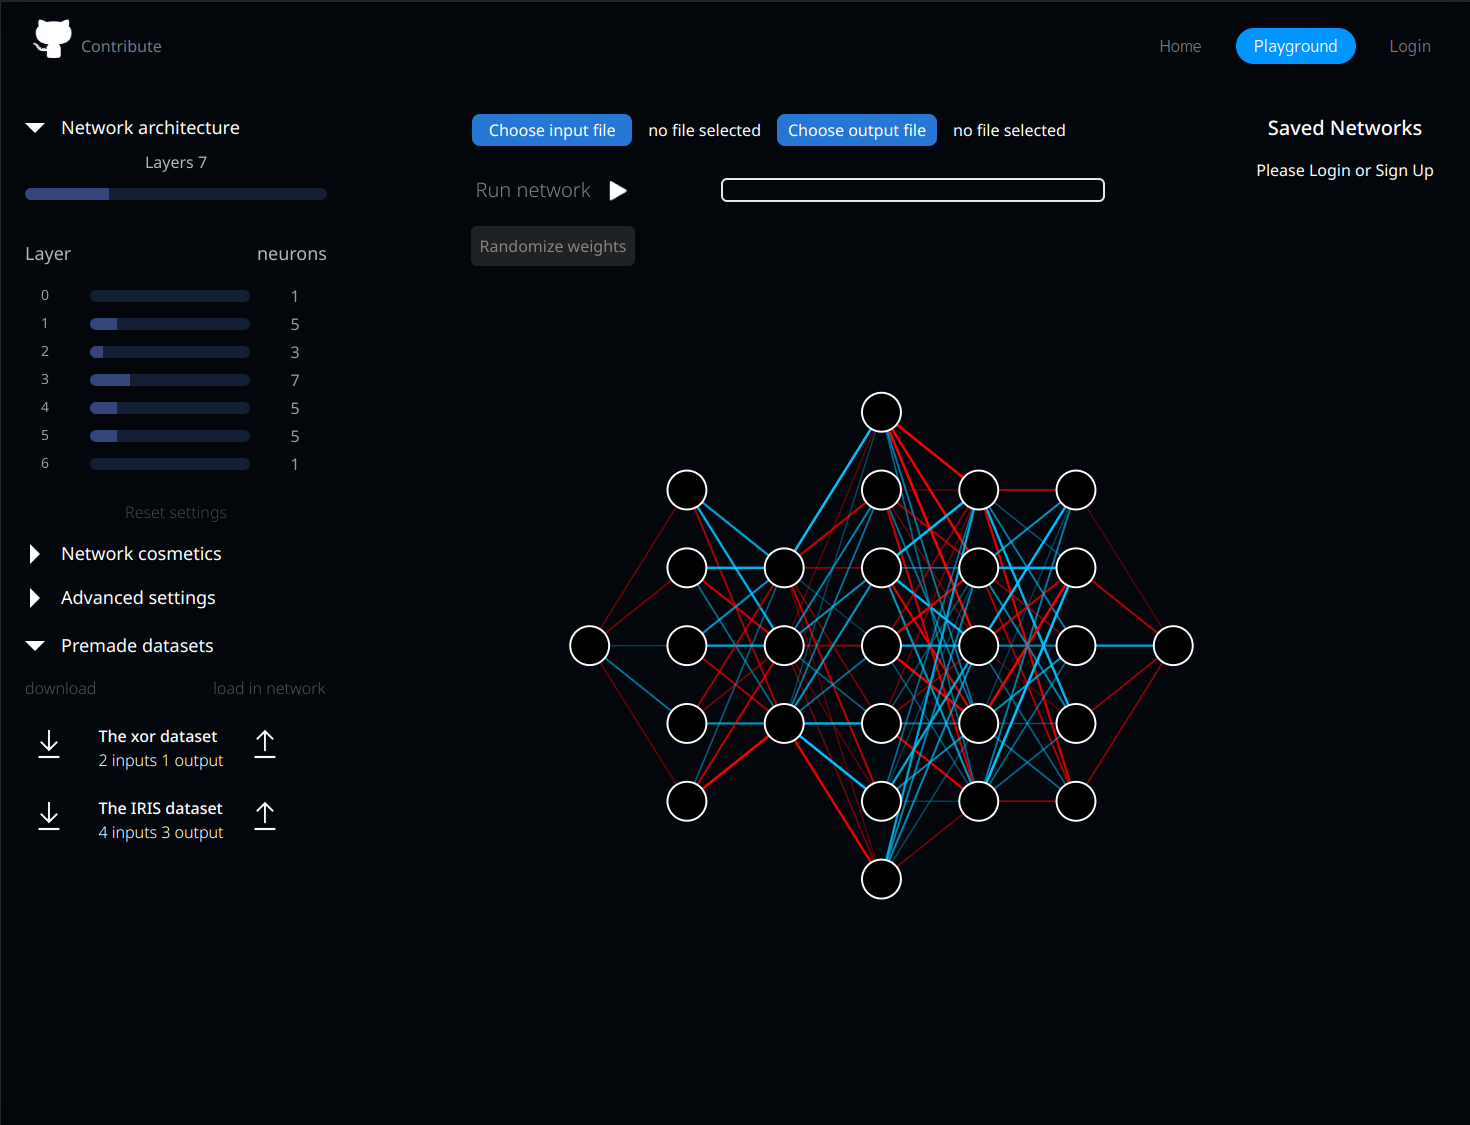 Contribute
Home
Playground
Login
Network architecture
Layers 7
Layer neurons
0 1
1 5
2 3
3 7
4 5
5 5
6 1
Reset settings
Network cosmetics
Advanced settings
Premade datasets
download load in network
The xor dataset
2 inputs 1 output
The IRIS dataset
4 inputs 3 output
Choose input file no file selected Choose output file no file selected
Run network
Randomize weights
Saved Networks
Please Login or Sign Up